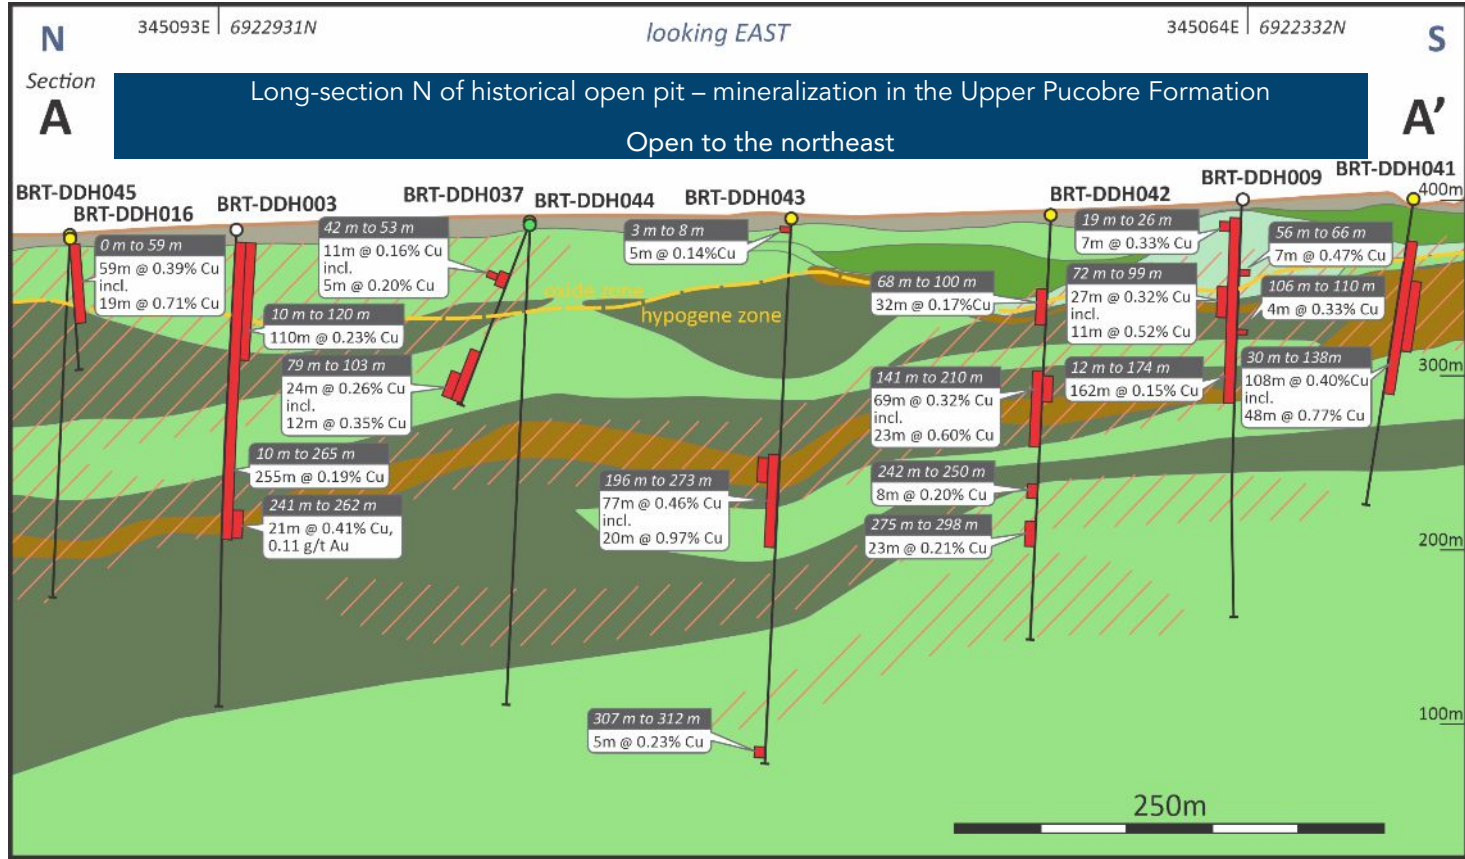 N
345093E | 6922931N
looking EAST
345064E | 6922332N
S
Section
A
Long-section N of historical open pit – mineralization in the Upper Pucobre Formation
Open to the northeast
A'
BRT-DDH045
BRT-DDH016
BRT-DDH003
BRT-DDH037
BRT-DDH044
BRT-DDH043
BRT-DDH042
BRT-DDH009
BRT-DDH041
400m
0 m to 59 m
59m @ 0.39% Cu
incl.
19m @ 0.71% Cu
42 m to 53 m
11m @ 0.16% Cu
incl.
5m @ 0.20% Cu
3 m to 8 m
5m @ 0.14%Cu
19 m to 26 m
7m @ 0.33% Cu
56 m to 66 m
7m @ 0.47% Cu
68 m to 100 m
32m @ 0.17%Cu
72 m to 99 m
27m @ 0.32% Cu
incl.
11m @ 0.52% Cu
106 m to 110 m
4m @ 0.33% Cu
oxide zone
hypogene zone
10 m to 120 m
110m @ 0.23% Cu
79 m to 103 m
24m @ 0.26% Cu
incl.
12m @ 0.35% Cu
141 m to 210 m
69m @ 0.32% Cu
incl.
23m @ 0.60% Cu
12 m to 174 m
162m @ 0.15% Cu
30 m to 138m
108m @ 0.40%Cu
incl.
48m @ 0.77% Cu
300m
10 m to 265 m
255m @ 0.19% Cu
241 m to 262 m
21m @ 0.41% Cu,
0.11 g/t Au
196 m to 273 m
77m @ 0.46% Cu
incl.
20m @ 0.97% Cu
242 m to 250 m
8m @ 0.20% Cu
275 m to 298 m
23m @ 0.21% Cu
200m
307 m to 312 m
5m @ 0.23% Cu
100m
250m